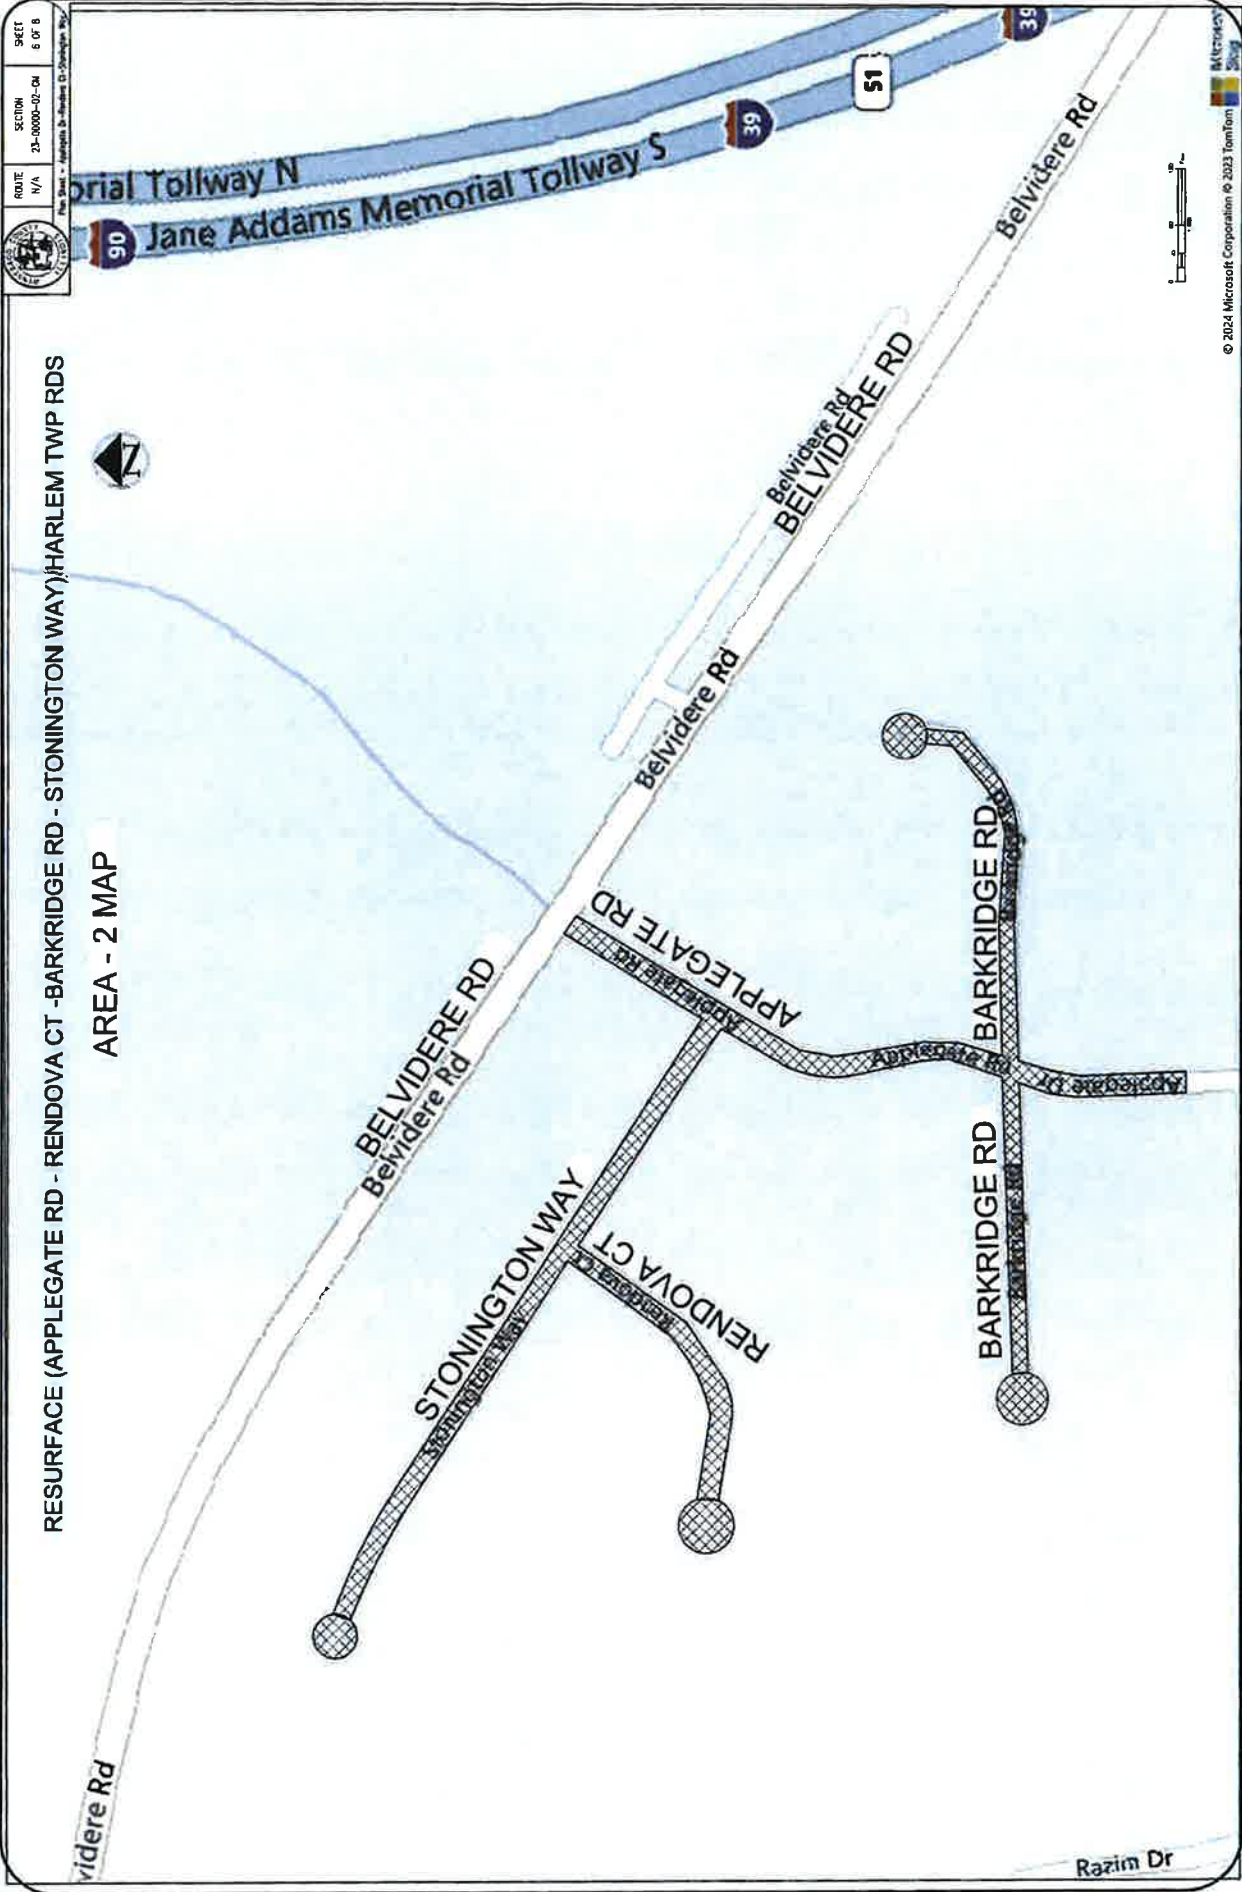 ROUTE
N/A
SECTION
23-00000-02-GM
SHEET
6 OF 8
RESURFACE (APPLEGATE RD - RENDOVA CT -BARKRIDGE RD - STONINGTON WAY)HARLEM TWP RDS
AREA - 2 MAP
N
orial Tollway N
90
Jane Addams Memorial Tollway S
39
51
39
videre Rd
BELVIDERE RD
Belvidere Rd
Belvidere Rd
Belvidere Rd
BELVIDERE RD
Belvidere Rd
STONINGTON WAY
Stonington Way
RENDOVA CT
Rendova Ct
APPLEGATE RD
Applegate Rd
Applegate Rd
Applegate Dr
BARKRIDGE RD
Barkridge Rd
BARKRIDGE RD
Barkridge Rd
Razim Dr
Microsoft
Bing
© 2024 Microsoft Corporation © 2023 TomTom